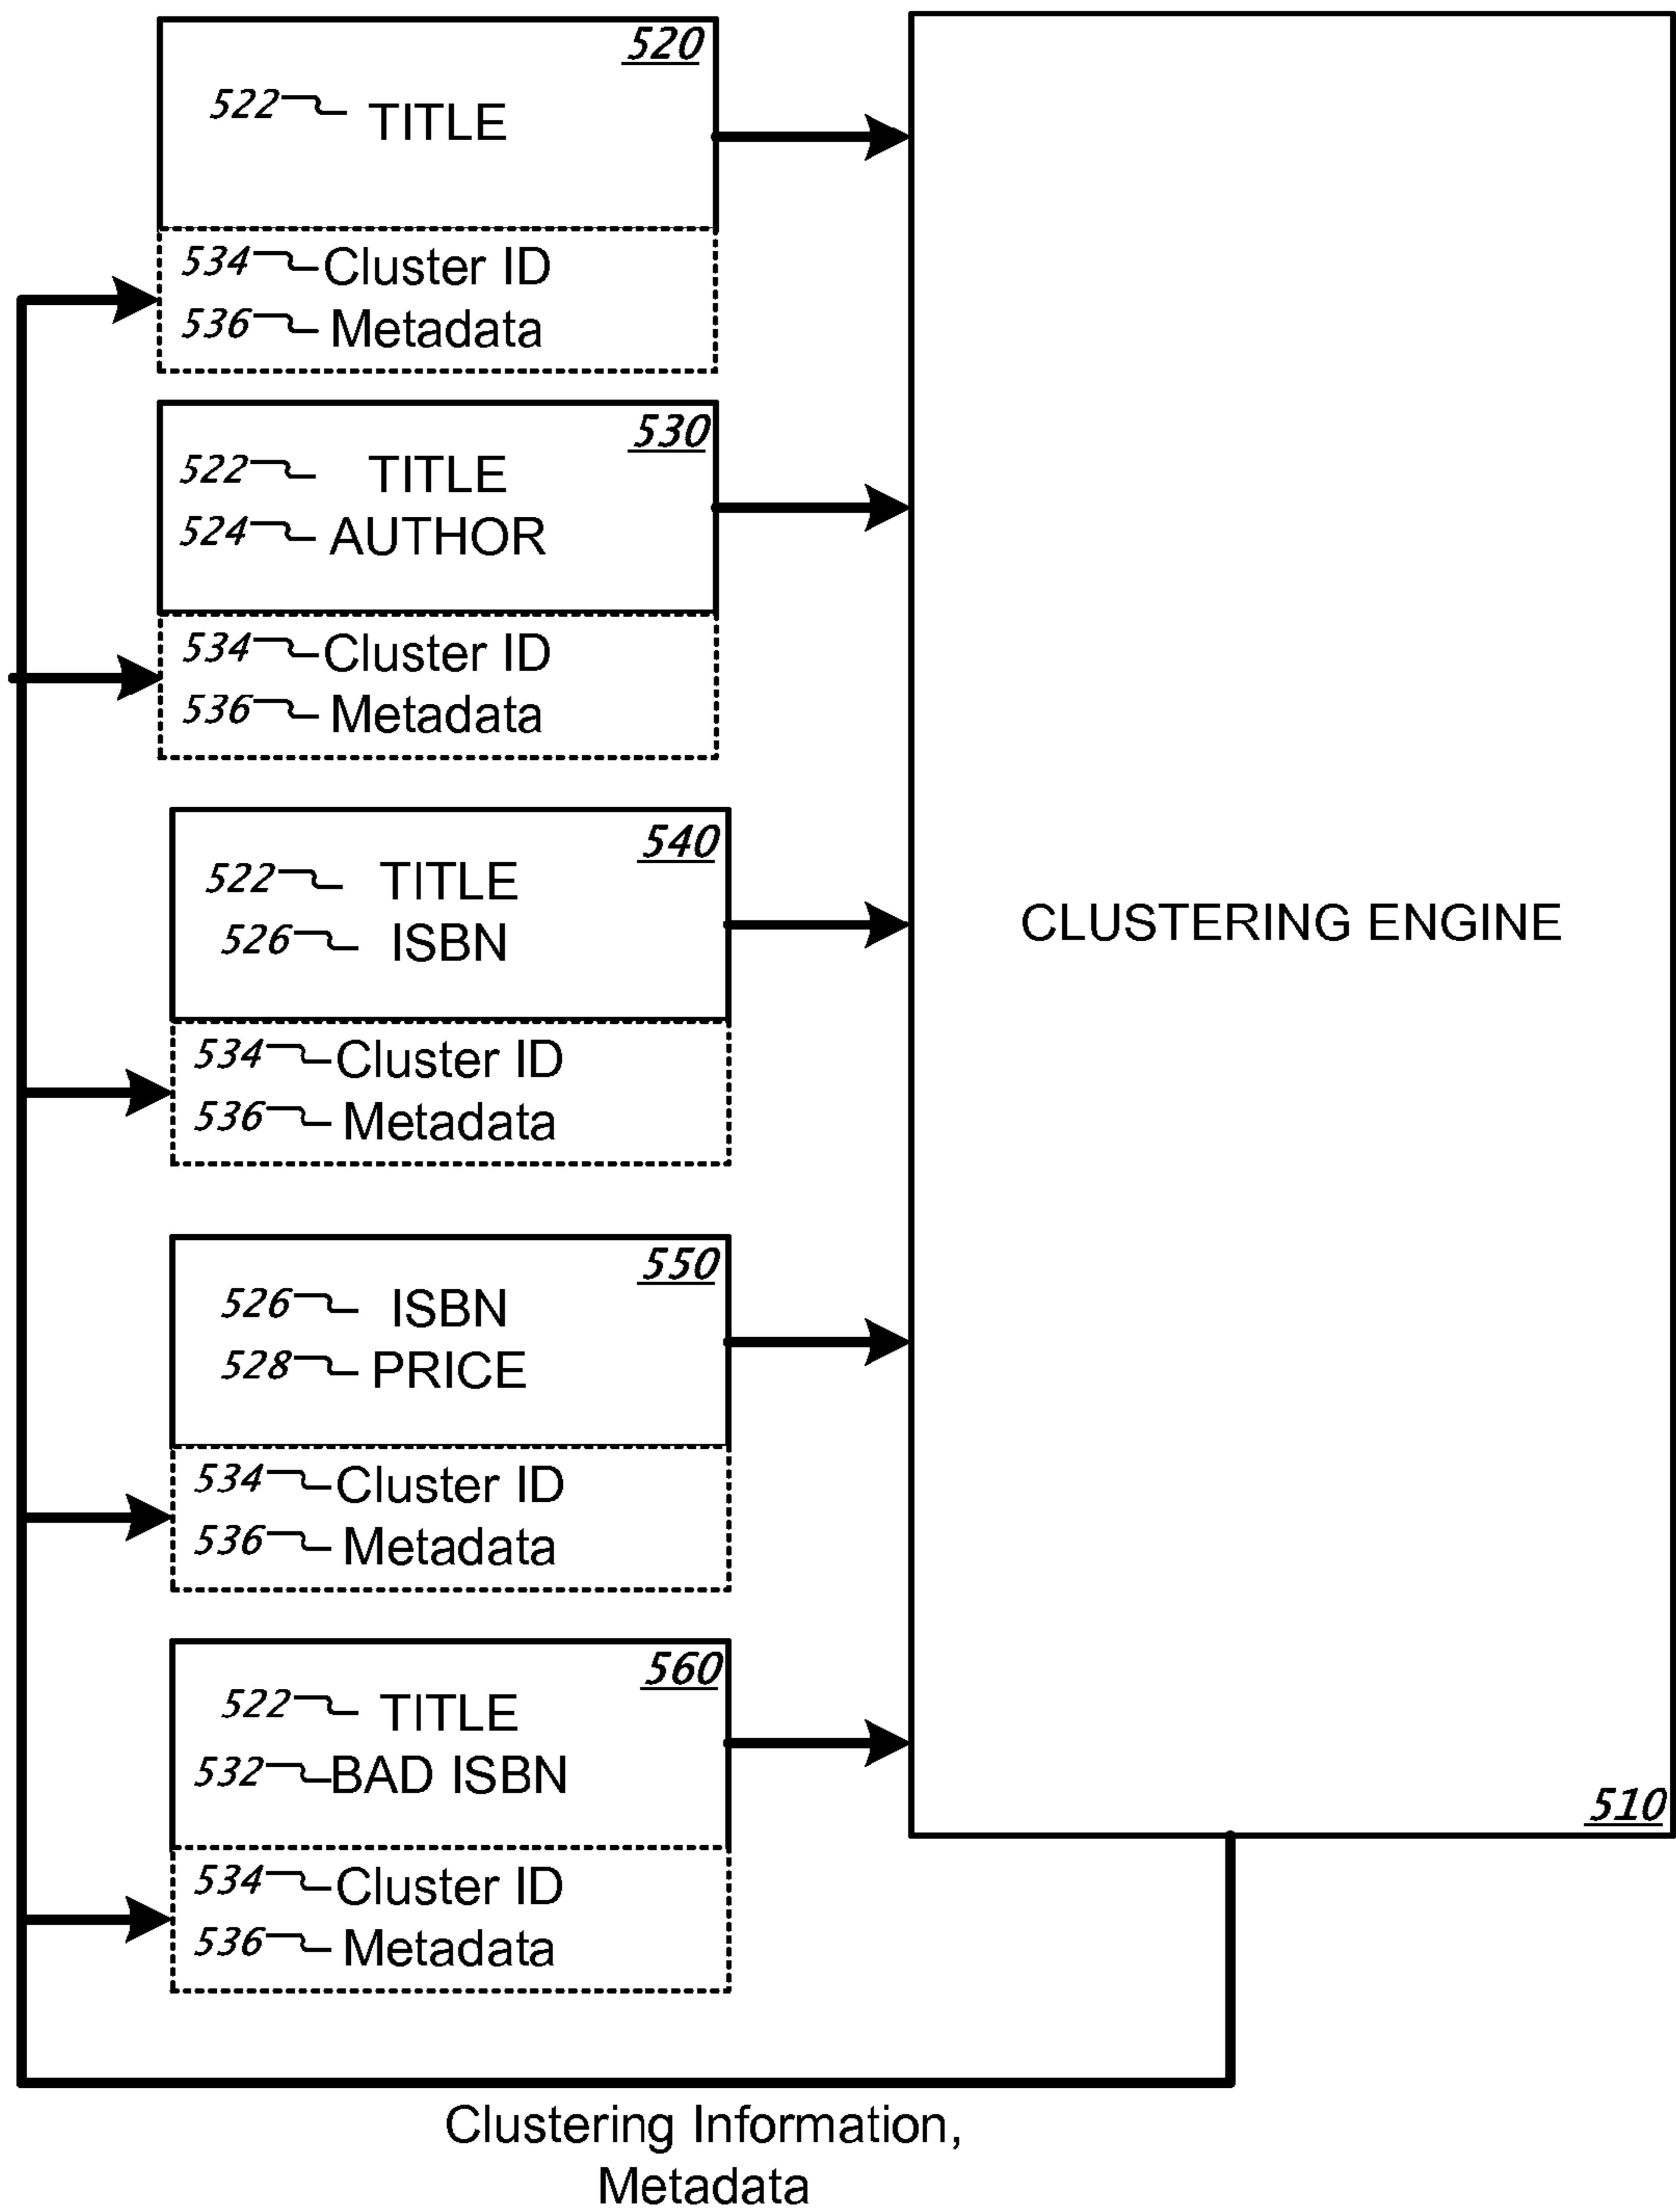 520
522 TITLE
534 Cluster ID
536 Metadata
530
522 TITLE
524 AUTHOR
534 Cluster ID
536 Metadata
540
522 TITLE
526 ISBN
534 Cluster ID
536 Metadata
550
526 ISBN
528 PRICE
534 Cluster ID
536 Metadata
560
522 TITLE
532 BAD ISBN
534 Cluster ID
536 Metadata
CLUSTERING ENGINE
510
Clustering Information,
Metadata